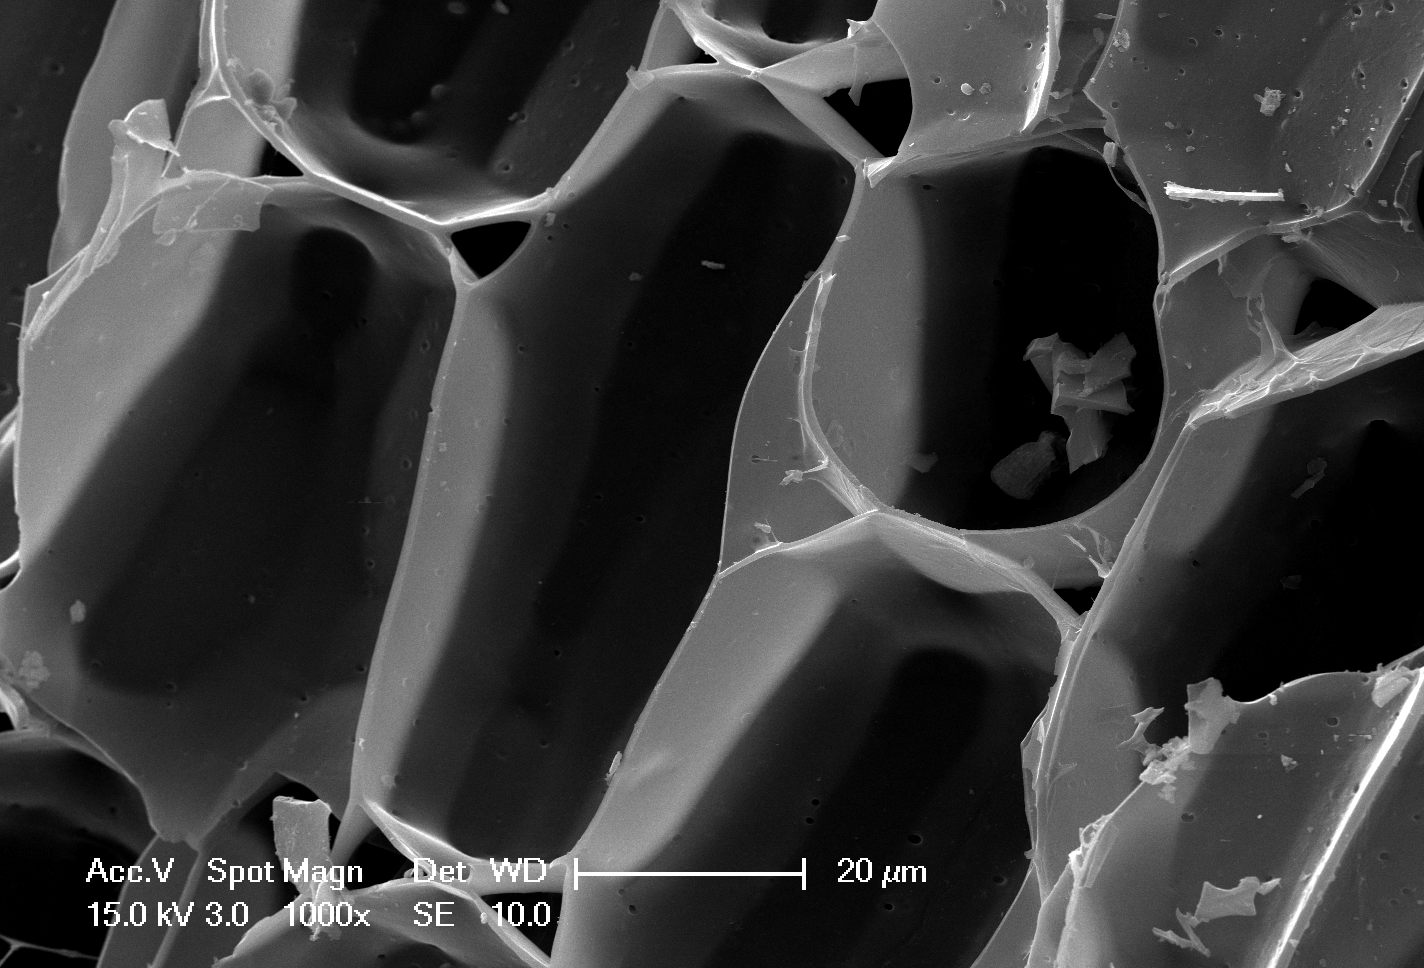 Acc.V Spot Magn Det WD 20 µm
15.0 kV 3.0 1000x SE 10.0